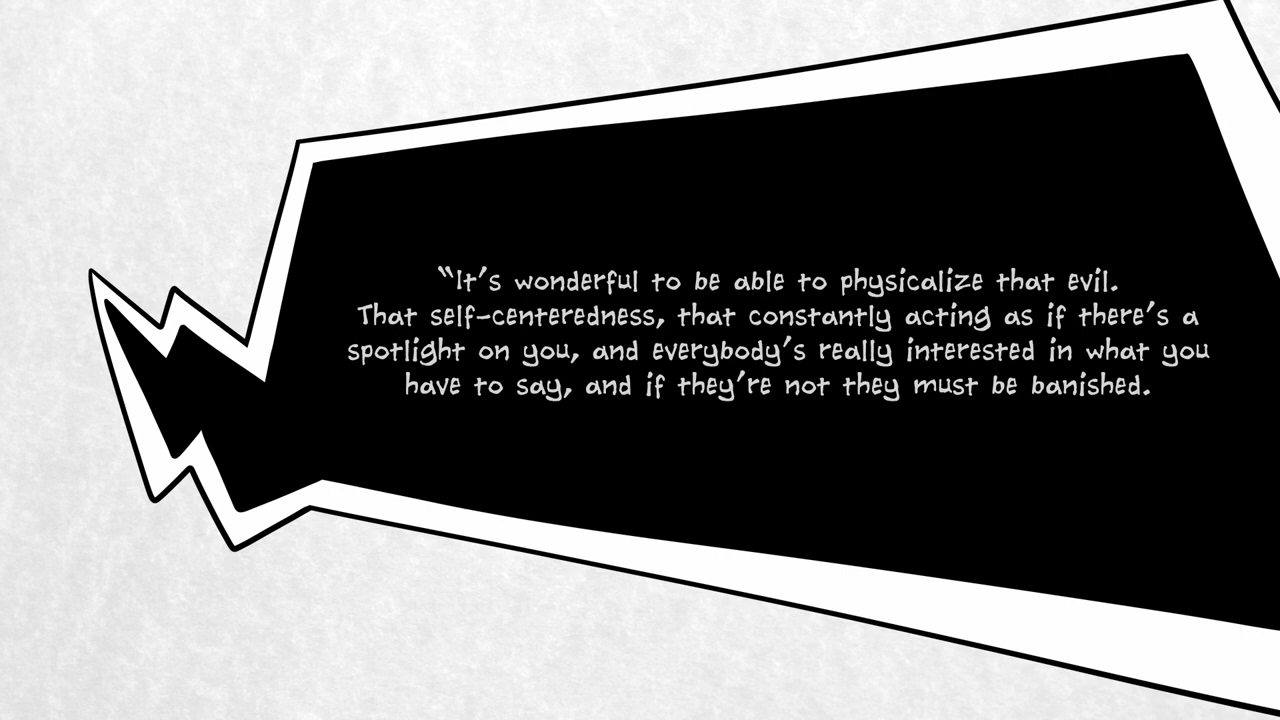 “It’s wonderful to be able to physicalize that evil.
That self-centeredness, that constantly acting as if there’s a
spotlight on you, and everybody’s really interested in what you
have to say, and if they’re not they must be banished.